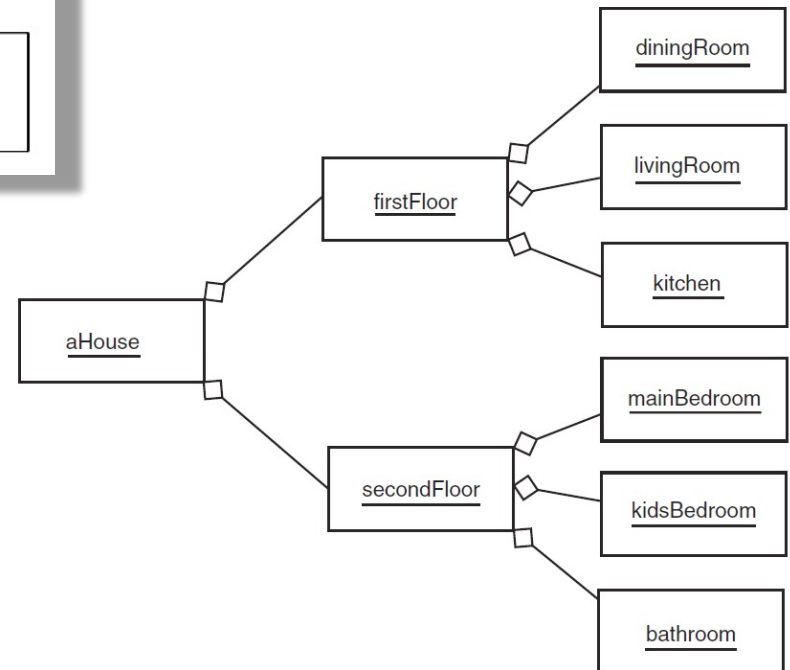 diningRoom
livingRoom
firstFloor
kitchen
aHouse
mainBedroom
secondFloor
kidsBedroom
bathroom